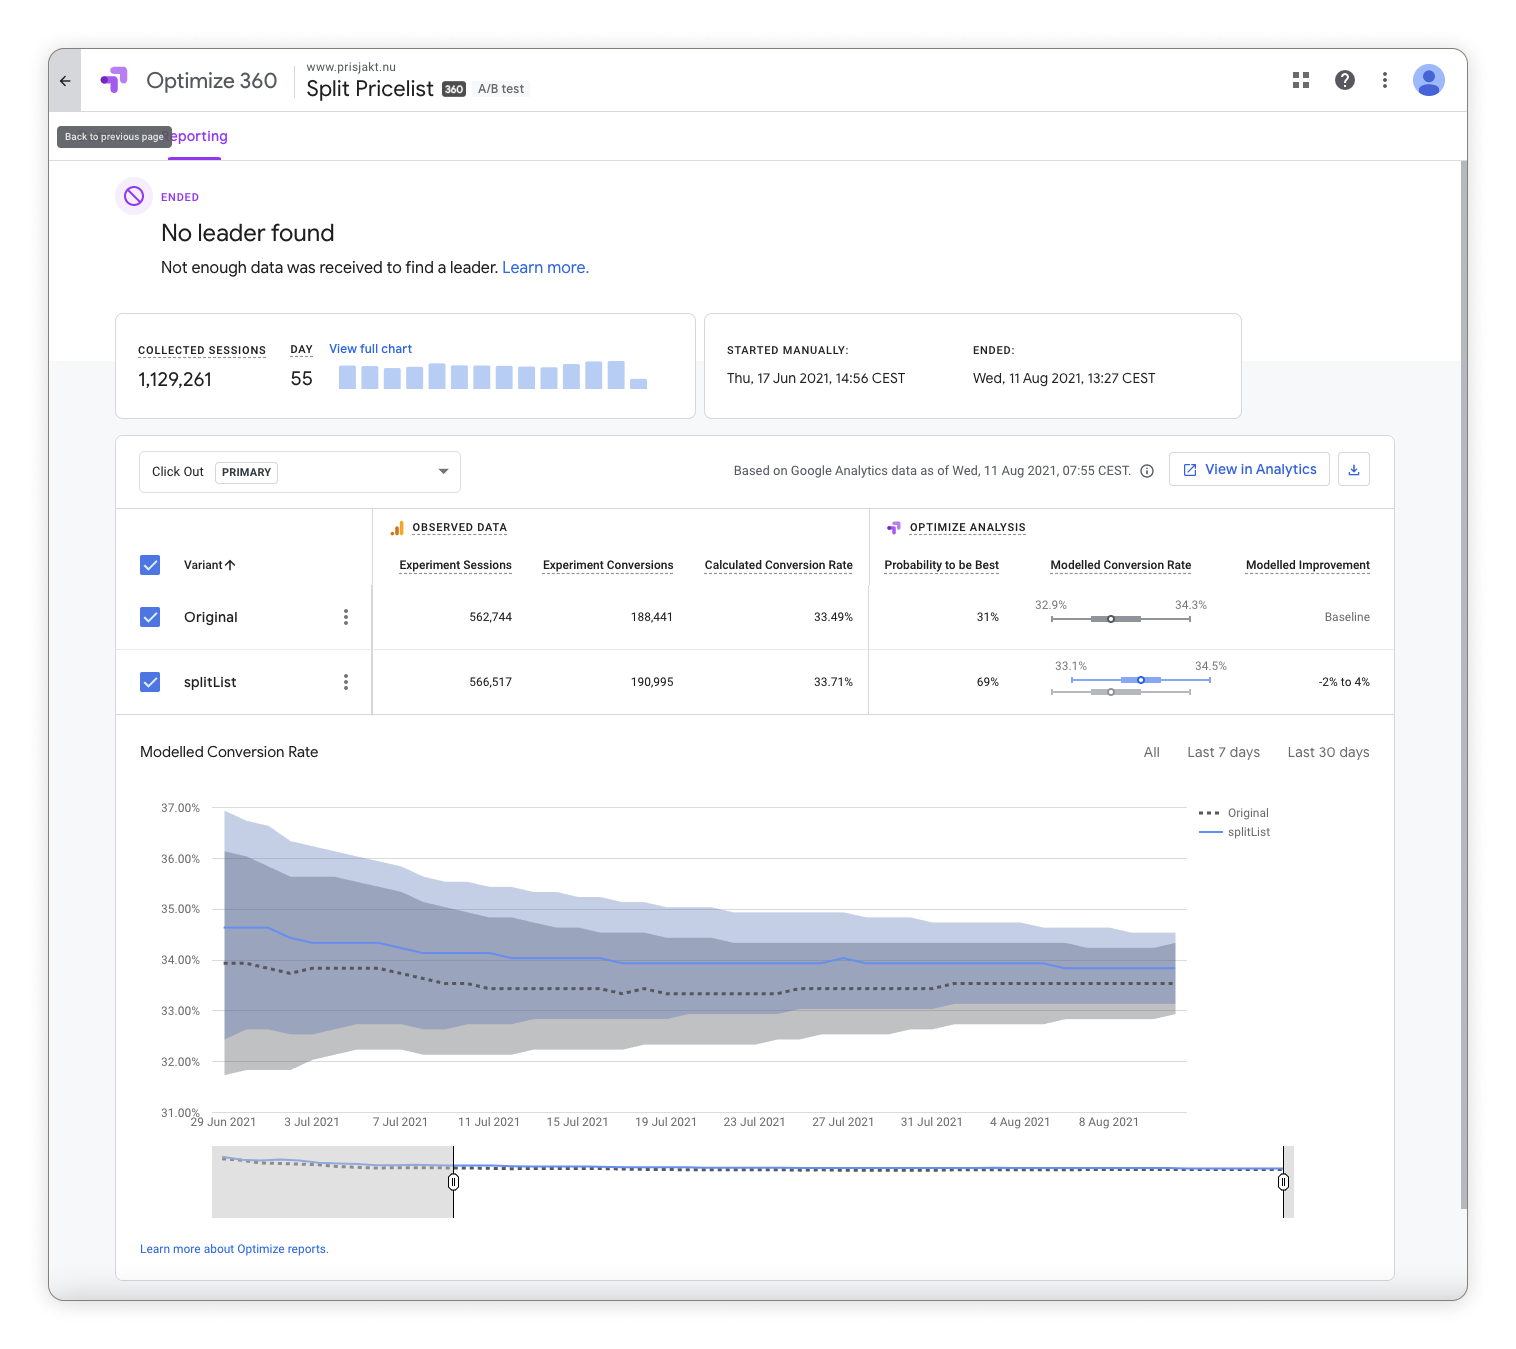 Optimize 360
www.prisjakt.nu
Split Pricelist 360 A/B test
Back to previous page
eporting
ENDED
No leader found
Not enough data was received to find a leader. Learn more.
COLLECTED SESSIONS DAY View full chart
1,129,261 55
STARTED MANUALLY: ENDED:
Thu, 17 Jun 2021, 14:56 CEST Wed, 11 Aug 2021, 13:27 CEST
Click Out PRIMARY
Based on Google Analytics data as of Wed, 11 Aug 2021, 07:55 CEST. View in Analytics
OBSERVED DATA OPTIMIZE ANALYSIS
Variant Experiment Sessions Experiment Conversions Calculated Conversion Rate Probability to be Best Modelled Conversion Rate Modelled Improvement
32.9% 34.3%
Original 562,744 188,441 33.49% 31% Baseline
33.1% 34.5%
splitList 566,517 190,995 33.71% 69% -2% to 4%
Modelled Conversion Rate All Last 7 days Last 30 days
37.00%
Original
splitList
36.00%
35.00%
34.00%
33.00%
32.00%
31.00%
29 Jun 2021 3 Jul 2021 7 Jul 2021 11 Jul 2021 15 Jul 2021 19 Jul 2021 23 Jul 2021 27 Jul 2021 31 Jul 2021 4 Aug 2021 8 Aug 2021
Learn more about Optimize reports.